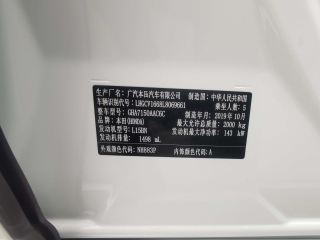 生产厂名：广汽本田汽车有限公司 制造国：中华人民共和国
车辆识别代号：LHGCV1668L8069661 乘坐人数：5
整车型号：GHA7150AAC6C 制造年月：2019年10月
品牌：本田(HONDA) 最大允许总质量：2000 kg
发动机型号：L15BN 发动机最大净功率：143 kW
发动机排量：1498 mL
外观颜色代码：NH883P 内饰颜色代码：A